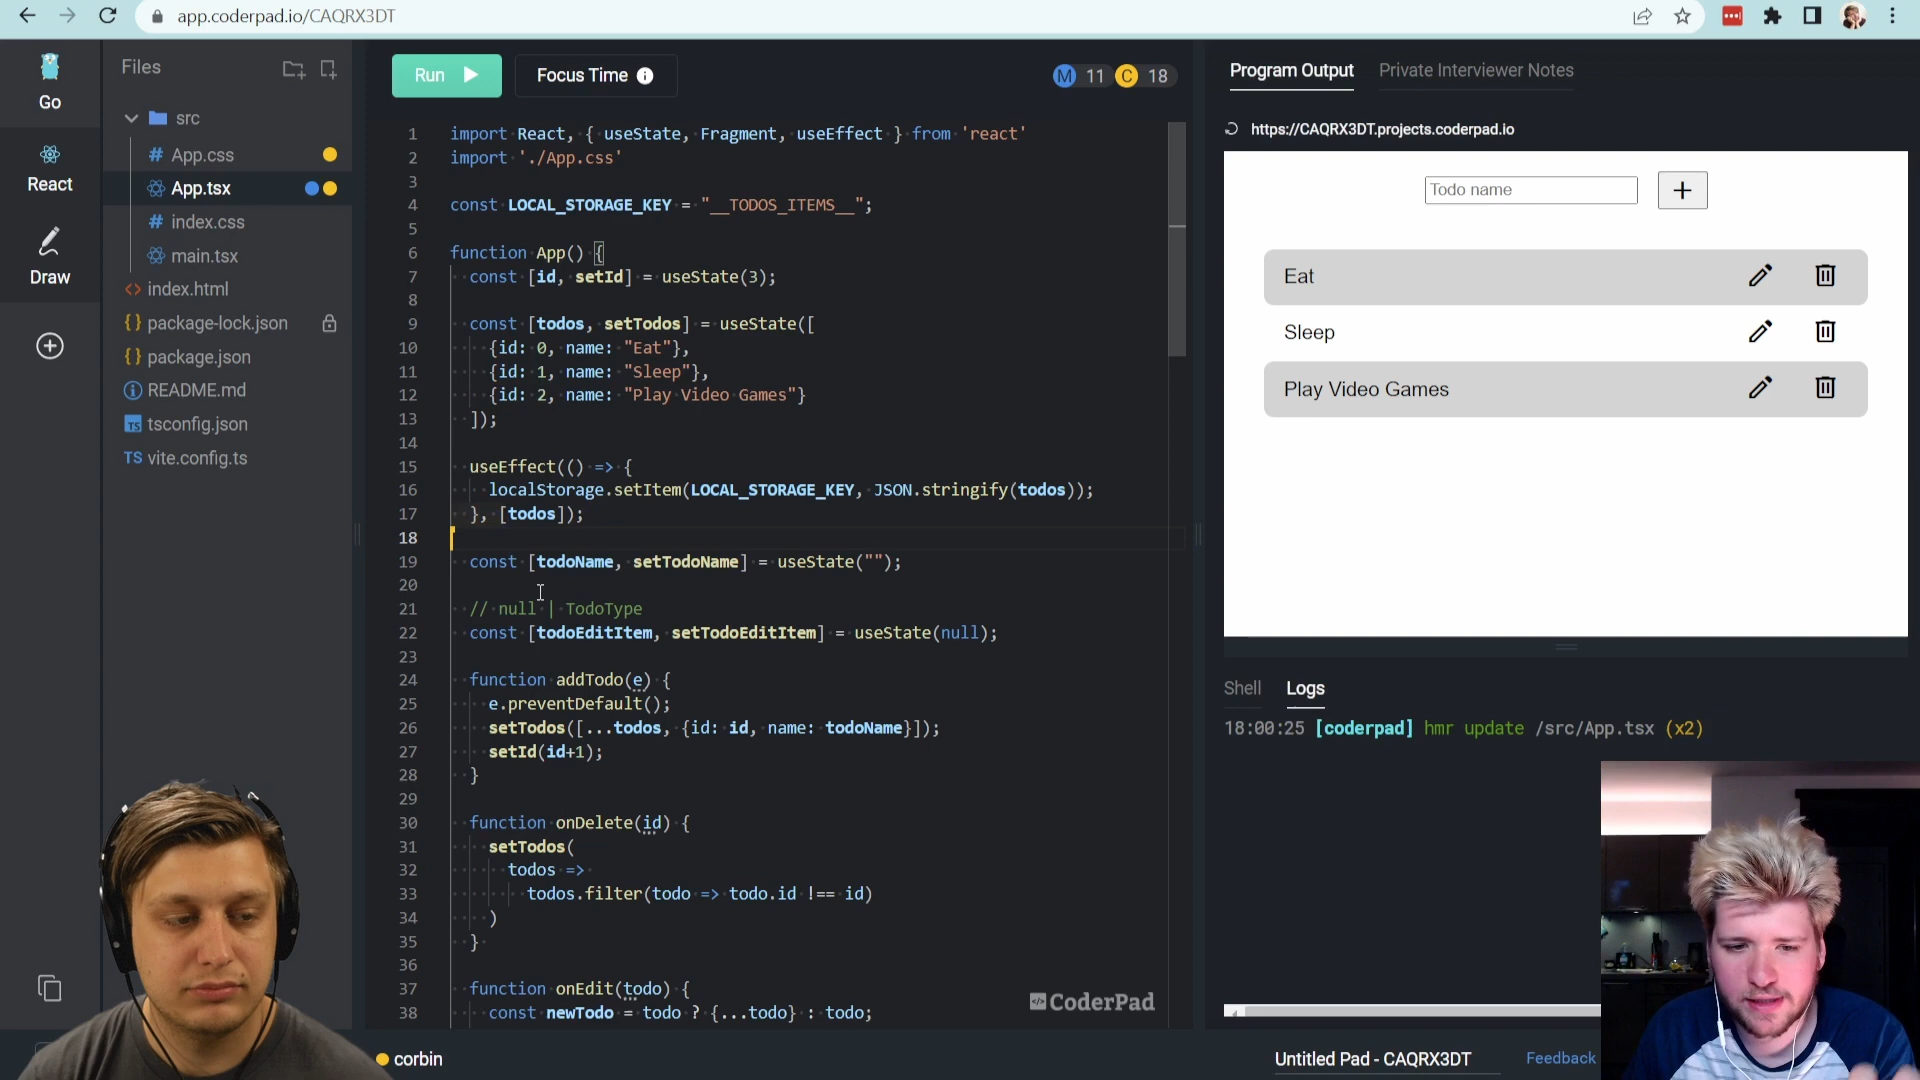 app.coderpad.io/CAQRX3DT
Go
React
Draw
Files
src
# App.css
App.tsx
# index.css
main.tsx
<> index.html
{} package-lock.json
{} package.json
README.md
TS tsconfig.json
TS vite.config.ts
Run
Focus Time
M 11 C 18
1 import React, { useState, Fragment, useEffect } from 'react'
2 import './App.css'
3
4 const LOCAL_STORAGE_KEY = "__TODOS_ITEMS__";
5
6 function App() {
7 const [id, setId] = useState(3);
8
9 const [todos, setTodos] = useState([
10 {id: 0, name: "Eat"},
11 {id: 1, name: "Sleep"},
12 {id: 2, name: "Play Video Games"}
13 ]);
14
15 useEffect(() => {
16 localStorage.setItem(LOCAL_STORAGE_KEY, JSON.stringify(todos));
17 }, [todos]);
18
19 const [todoName, setTodoName] = useState("");
20
21 // null | TodoType
22 const [todoEditItem, setTodoEditItem] = useState(null);
23
24 function addTodo(e) {
25 e.preventDefault();
26 setTodos([...todos, {id: id, name: todoName}]);
27 setId(id+1);
28 }
29
30 function onDelete(id) {
31 setTodos(
32 todos =>
33 todos.filter(todo => todo.id !== id)
34 )
35 }
36
37 function onEdit(todo) {
38 const newTodo = todo ? {...todo} : todo;
CoderPad
corbin
Program Output
Private Interviewer Notes
https://CAQRX3DT.projects.coderpad.io
Todo name
+
Eat
Sleep
Play Video Games
Shell
Logs
18:00:25 [coderpad] hmr update /src/App.tsx (x2)
Untitled Pad - CAQRX3DT
Feedback